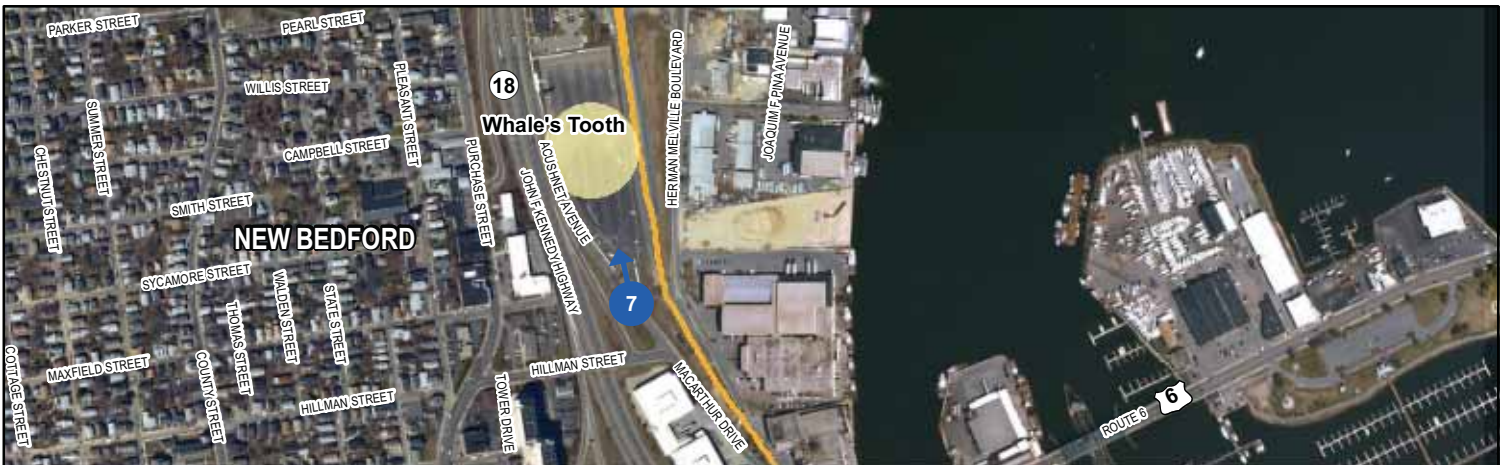 PARKER STREET
PEARL STREET
WILLIS STREET
PLEASANT STREET
SUMMER STREET
CHESTNUT STREET
CAMPBELL STREET
SMITH STREET
NEW BEDFORD
SYCAMORE STREET
WALDEN STREET
THOMAS STREET
STATE STREET
COTTAGE STREET
MAXFIELD STREET
COUNTY STREET
HILLMAN STREET
18
Whale's Tooth
PURCHASE STREET
ACUSHNET AVENUE
JOHN F KENNEDY HIGHWAY
HERMAN MELVILLE BOULEVARD
JOAQUIM F PINA AVENUE
7
HILLMAN STREET
TOWER DRIVE
MACARTHUR DRIVE
ROUTE 6
6